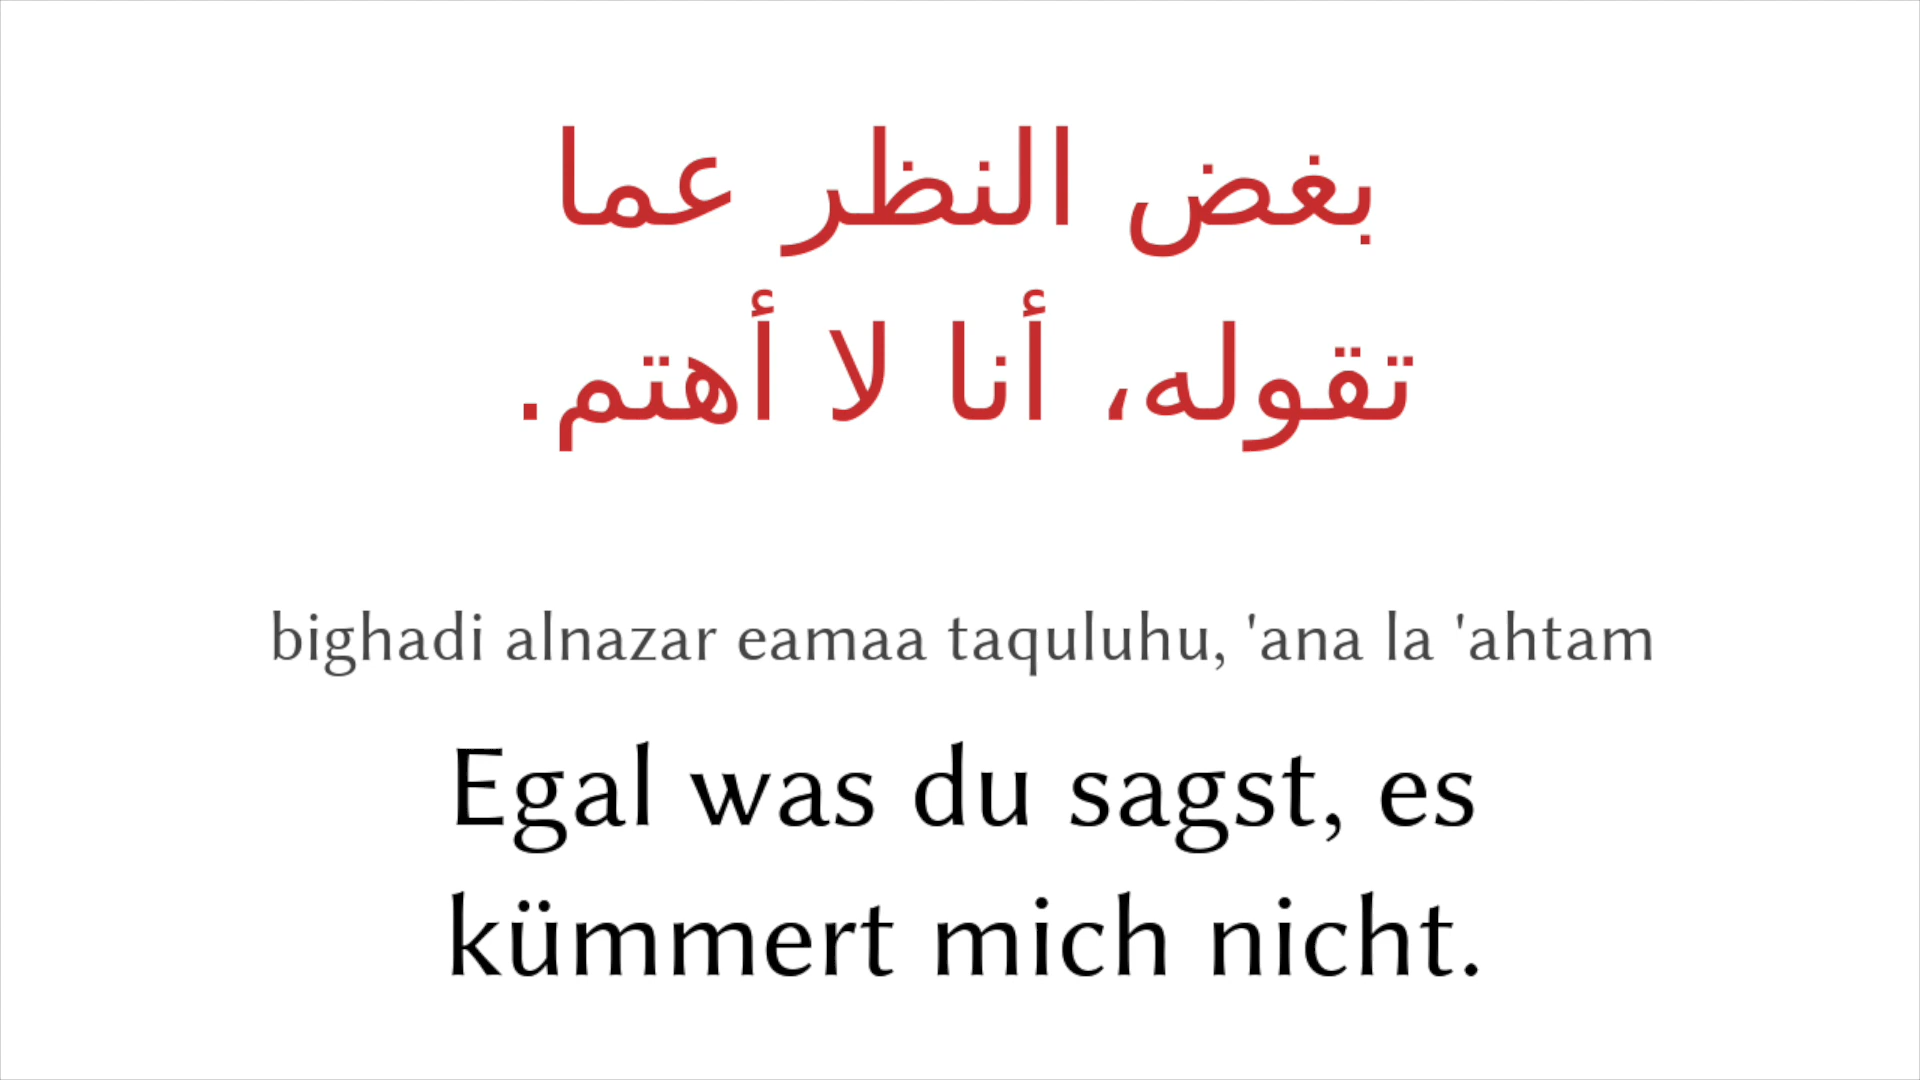 بغض النظر عما
تقوله، أنا لا أهتم.
bighadi alnazar eamaa taquluhu, 'ana la 'ahtam
Egal was du sagst, es
kümmert mich nicht.